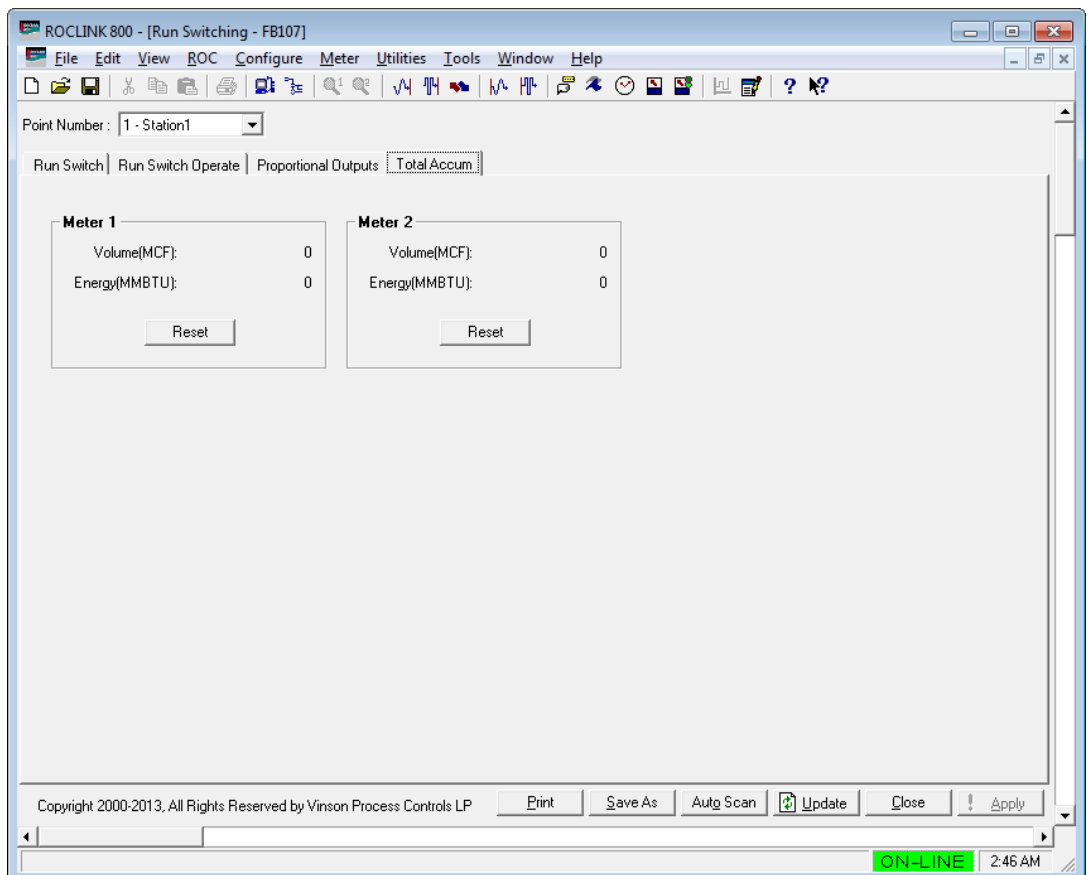 ROCLINK 800 - [Run Switching - FB107]
File Edit View ROC Configure Meter Utilities Tools Window Help
Point Number : 1 - Station1
Run Switch Run Switch Operate Proportional Outputs Total Accum
Meter 1 Meter 2
Volume(MCF): 0 Volume(MCF): 0
Energy(MMBTU): 0 Energy(MMBTU): 0
Reset Reset
Copyright 2000-2013, All Rights Reserved by Vinson Process Controls LP Print Save As Auto Scan Update Close ! Apply
ON-LINE 2:46 AM